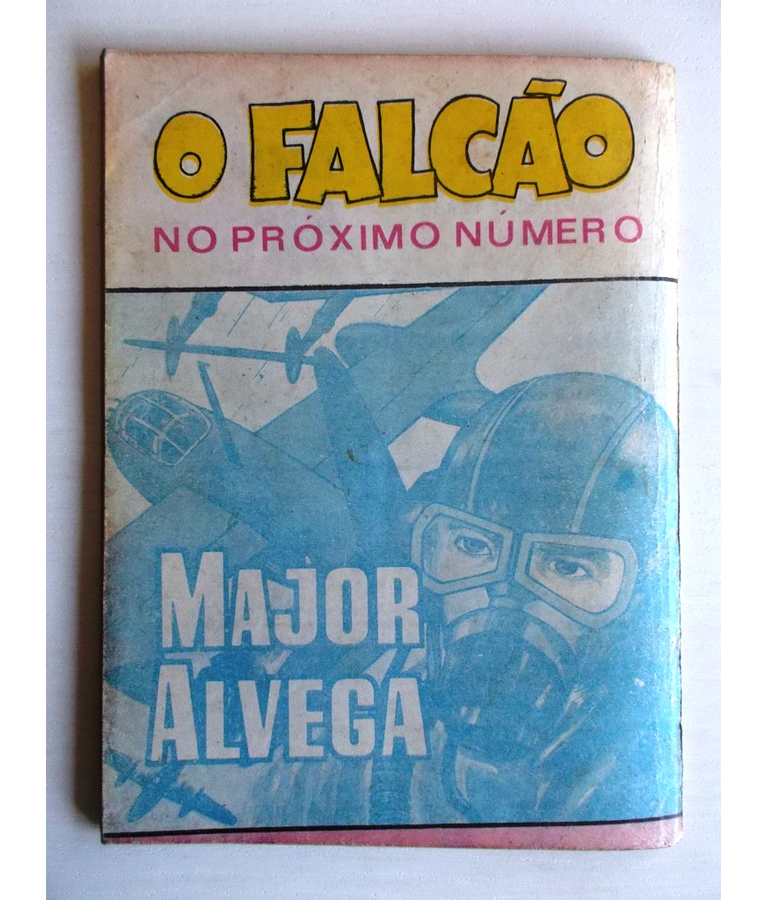 O FALCÃO
NO PRÓXIMO NÚMERO
MAJOR
ALVEGA